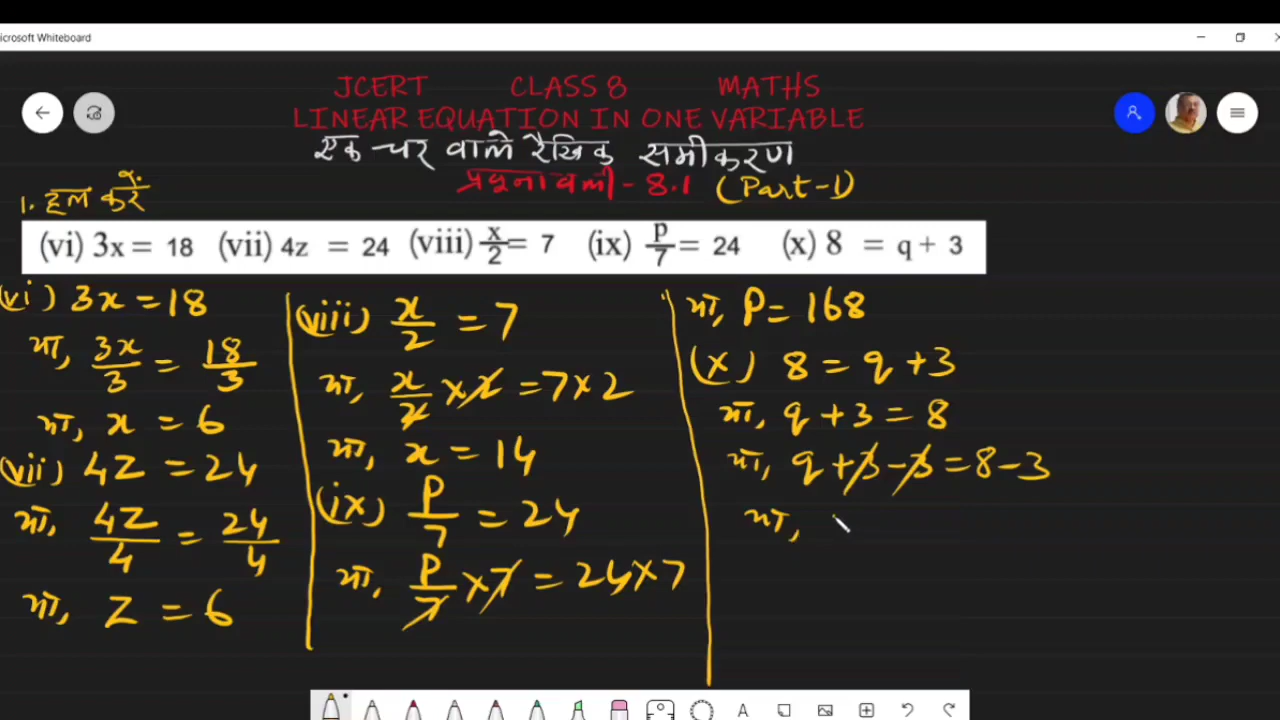 icrosoft Whiteboard
JCERT CLASS 8 MATHS
LINEAR EQUATION IN ONE VARIABLE
एक चर वाले रैखिक समीकरण
प्रश्नावली - 8.1 (Part-1)
1. हल करें
(vi) 3x = 18 (vii) 4z = 24 (viii) x/2 = 7 (ix) p/7 = 24 (x) 8 = q + 3
(vi) 3x = 18
या, 3x/3 = 18/3
या, x = 6
(vii) 4z = 24
या, 4z/4 = 24/4
या, z = 6
(viii) x/2 = 7
या, x/2 × 2 = 7 × 2
या, x = 14
(ix) P/7 = 24
या, P/7 × 7 = 24 × 7
या, P = 168
(x) 8 = q + 3
या, q + 3 = 8
या, q + 3 - 3 = 8 - 3
या,